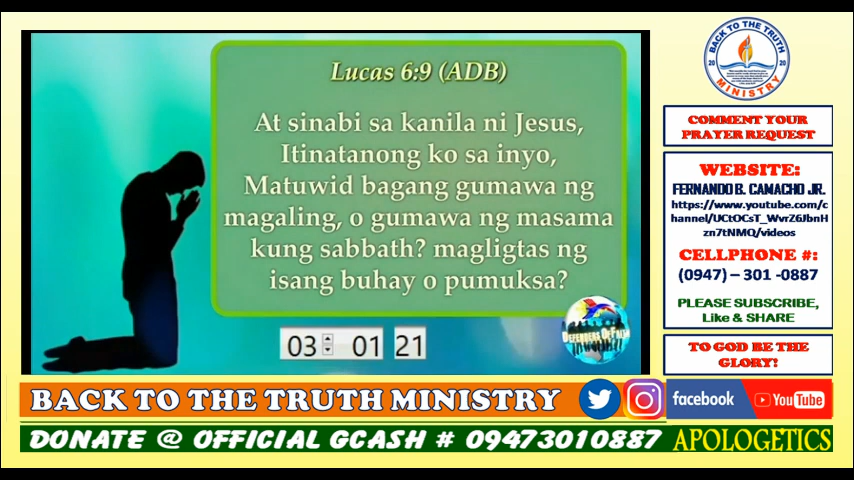 Lucas 6:9 (ADB)
At sinabi sa kanila ni Jesus,
Itinatanong ko sa inyo,
Matuwid bagang gumawa ng
magaling, o gumawa ng masama
kung sabbath? magligtas ng
isang buhay o pumuksa?
03 01 21
BACK TO THE TRUTH
20 20
MINISTRY
COMMENT YOUR
PRAYER REQUEST
WEBSITE:
FERNANDO B. CAMACHO JR.
https://www.youtube.com/c
hannel/UCtOCsT_WvrZ6JbnH
zn7tNMQ/videos
CELLPHONE #:
(0947) – 301 -0887
PLEASE SUBSCRIBE,
Like & SHARE
TO GOD BE THE
GLORY!
BACK TO THE TRUTH MINISTRY
facebook
YouTube
DONATE @ OFFICIAL GCASH # 09473010887
APOLOGETICS